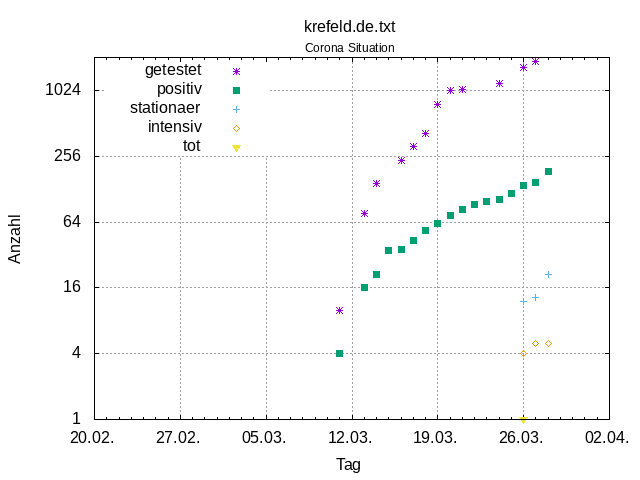 krefeld.de.txt
Corona Situation
getestet
positiv
stationaer
intensiv
tot
1024
256
64
16
4
1
Anzahl
20.02. 27.02. 05.03. 12.03. 19.03. 26.03. 02.04.
Tag